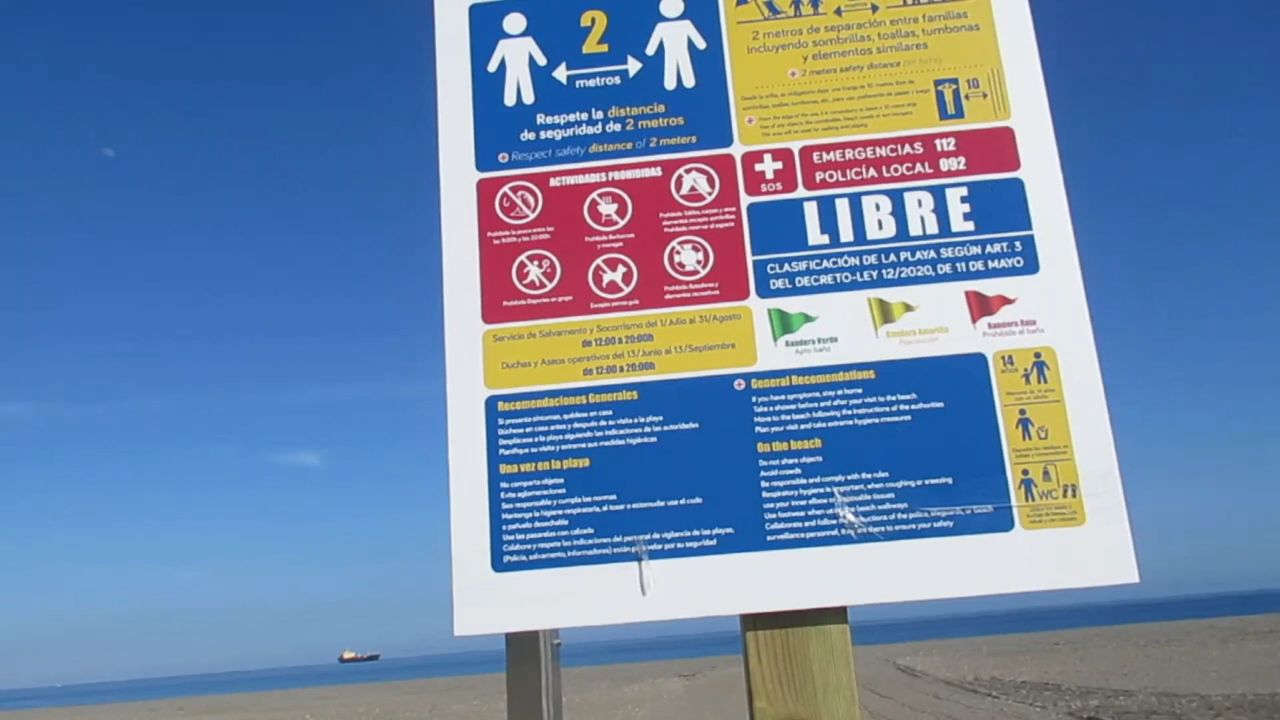 2
metros
Respete la distancia
de seguridad de 2 metros
Respect safety distance of 2 meters
2 metros de separación entre familias
incluyendo sombrillas, toallas, tumbonas
y elementos similares
2 meters safety distance
10
SOS
EMERGENCIAS 112
POLICÍA LOCAL 092
ACTIVIDADES PROHIBIDAS
Prohibido Barbacoas
Prohibido Deportes en grupo
Excepto perros guía
LIBRE
CLASIFICACIÓN DE LA PLAYA SEGÚN ART. 3
DEL DECRETO-LEY 12/2020, DE 11 DE MAYO
Bandera Verde
Apto baño
Bandera Amarilla
Precaución
Bandera Roja
Prohibido el baño
Servicio de Salvamento y Socorrismo del 1/Julio al 31/Agosto
de 12:00 a 20:00h
Duchas y Aseos operativos del 13/Junio al 13/Septiembre
de 12:00 a 20:00h
Recomendaciones Generales
Si presenta síntomas, quédese en casa
Dúchese en casa antes y después de su visita a la playa
Desplácese a la playa siguiendo las indicaciones de las autoridades
Planifique su visita y extreme sus medidas higiénicas
Una vez en la playa
No comparta objetos
Evite aglomeraciones
Sea responsable y cumpla las normas
Mantenga la higiene respiratoria, al toser o estornudar use el codo
o pañuelo desechable
Use las pasarelas con calzado
Colabore y respete las indicaciones del personal de vigilancia de las playas,
(Policía, salvamento, informadores) están velar por su seguridad
General Recomendations
If you have symptoms, stay at home
Take a shower before and after your visit to the beach
Move to the beach following the instructions of the authorities
Plan your visit and take extreme hygiene measures
On the beach
Do not share objects
Avoid crowds
Be responsible and comply with the rules
Respiratory hygiene is important, when coughing or sneezing
use your inner elbow or disposable tissues
Use footwear when beach walkways
Collaborate and follow instructions of the police, lifeguards, or beach
surveillance personnel, they are there to ensure your safety
14
años
WC